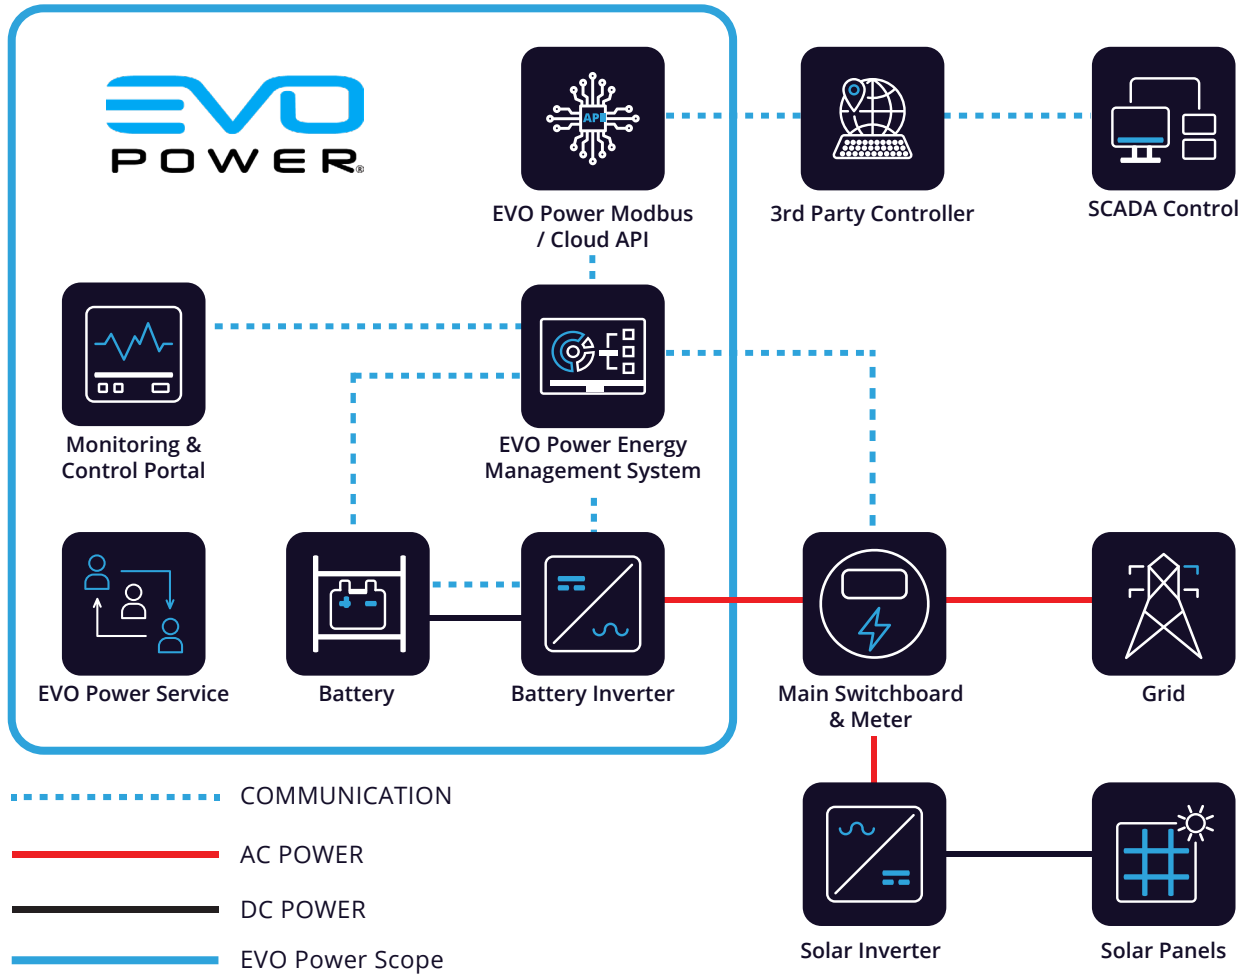 EVO
POWER®
API
EVO Power Modbus
/ Cloud API
3rd Party Controller
SCADA Control
Monitoring &
Control Portal
EVO Power Energy
Management System
EVO Power Service
Battery
Battery Inverter
Main Switchboard
& Meter
Grid
COMMUNICATION
AC POWER
DC POWER
EVO Power Scope
Solar Inverter
Solar Panels